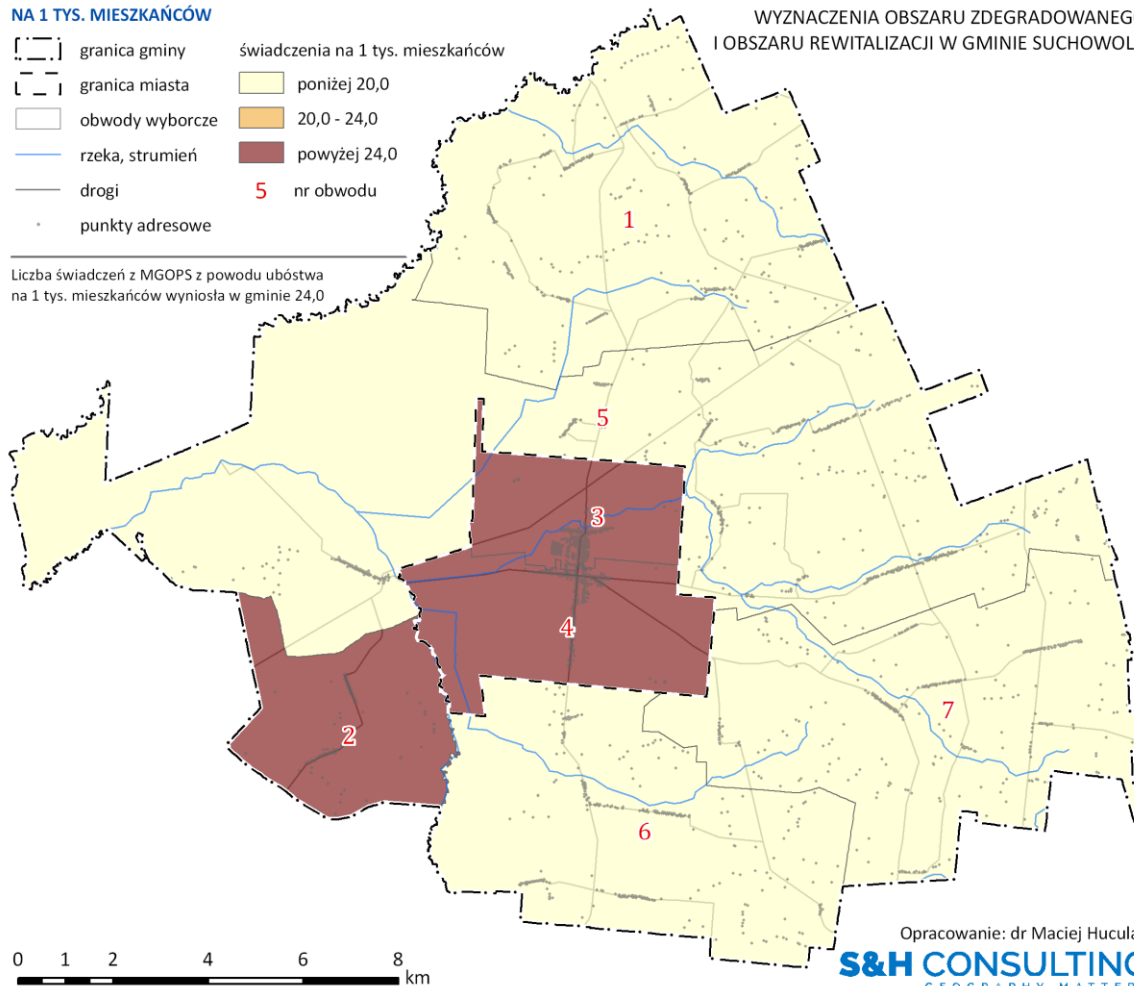 NA 1 TYS. MIESZKAŃCÓW
WYZNACZENIA OBSZARU ZDEGRADOWANEG
I OBSZARU REWITALIZACJI W GMINIE SUCHOWOL
granica gminy
granica miasta
obwody wyborcze
rzeka, strumień
drogi
punkty adresowe
świadczenia na 1 tys. mieszkańców
poniżej 20,0
20,0 - 24,0
powyżej 24,0
5 nr obwodu
Liczba świadczeń z MGOPS z powodu ubóstwa
na 1 tys. mieszkańców wyniosła w gminie 24,0
1
5
3
4
2
7
6
0 1 2 4 6 8
km
Opracowanie: dr Maciej Hucula
S&H CONSULTING
GEOGRAPHY MATTER